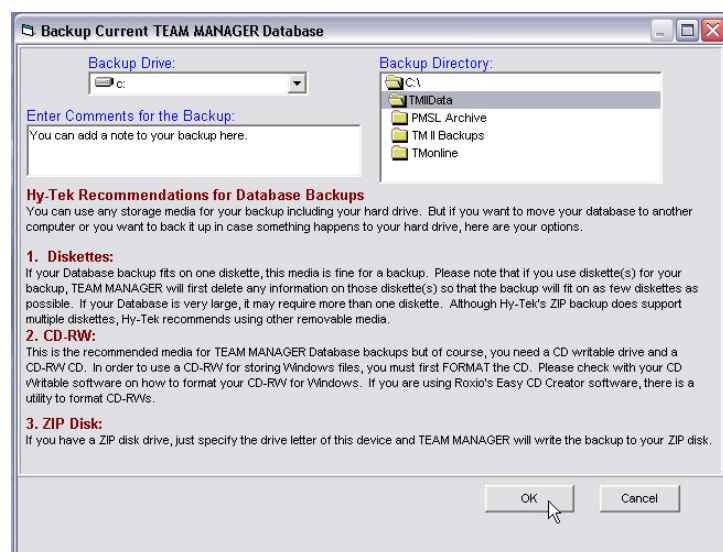 Backup Current TEAM MANAGER Database
Backup Drive:
c:
Backup Directory:
C:\
TMIIData
PMSL Archive
TM II Backups
TMonline
Enter Comments for the Backup:
You can add a note to your backup here.
Hy-Tek Recommendations for Database Backups
You can use any storage media for your backup including your hard drive. But if you want to move your database to another
computer or you want to back it up in case something happens to your hard drive, here are your options.
1. Diskettes:
If your Database backup fits on one diskette, this media is fine for a backup. Please note that if you use diskette(s) for your
backup, TEAM MANAGER will first delete any information on those diskette(s) so that the backup will fit on as few diskettes as
possible. If your Database is very large, it may require more than one diskette. Although Hy-Tek's ZIP backup does support
multiple diskettes, Hy-Tek recommends using other removable media.
2. CD-RW:
This is the recommended media for TEAM MANAGER Database backups but of course, you need a CD writable drive and a
CD-RW CD. In order to use a CD-RW for storing Windows files, you must first FORMAT the CD. Please check with your CD
Writable software on how to format your CD-RW for Windows. If you are using Roxio's Easy CD Creator software, there is a
utility to format CD-RWs.
3. ZIP Disk:
If you have a ZIP disk drive, just specify the drive letter of this device and TEAM MANAGER will write the backup to your ZIP disk.
OK
Cancel